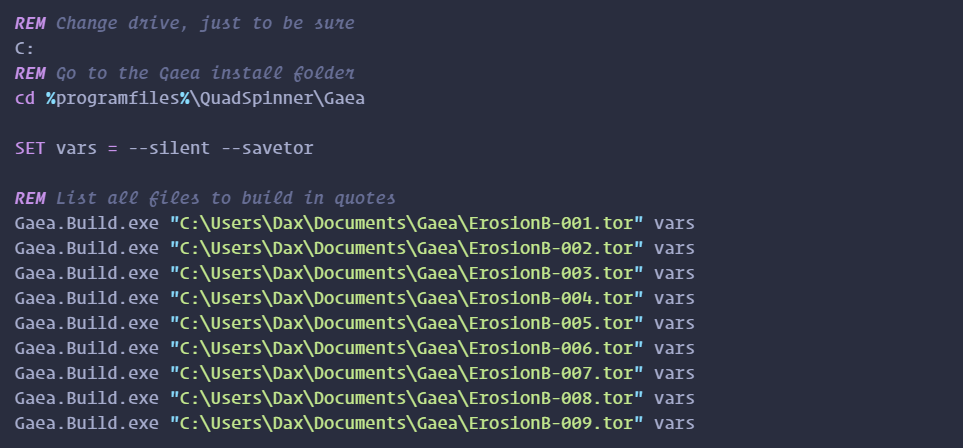 REM Change drive, just to be sure
C:
REM Go to the Gaea install folder
cd %programfiles%\QuadSpinner\Gaea
SET vars = --silent --savetor
REM List all files to build in quotes
Gaea.Build.exe "C:\Users\Dax\Documents\Gaea\ErosionB-001.tor" vars
Gaea.Build.exe "C:\Users\Dax\Documents\Gaea\ErosionB-002.tor" vars
Gaea.Build.exe "C:\Users\Dax\Documents\Gaea\ErosionB-003.tor" vars
Gaea.Build.exe "C:\Users\Dax\Documents\Gaea\ErosionB-004.tor" vars
Gaea.Build.exe "C:\Users\Dax\Documents\Gaea\ErosionB-005.tor" vars
Gaea.Build.exe "C:\Users\Dax\Documents\Gaea\ErosionB-006.tor" vars
Gaea.Build.exe "C:\Users\Dax\Documents\Gaea\ErosionB-007.tor" vars
Gaea.Build.exe "C:\Users\Dax\Documents\Gaea\ErosionB-008.tor" vars
Gaea.Build.exe "C:\Users\Dax\Documents\Gaea\ErosionB-009.tor" vars